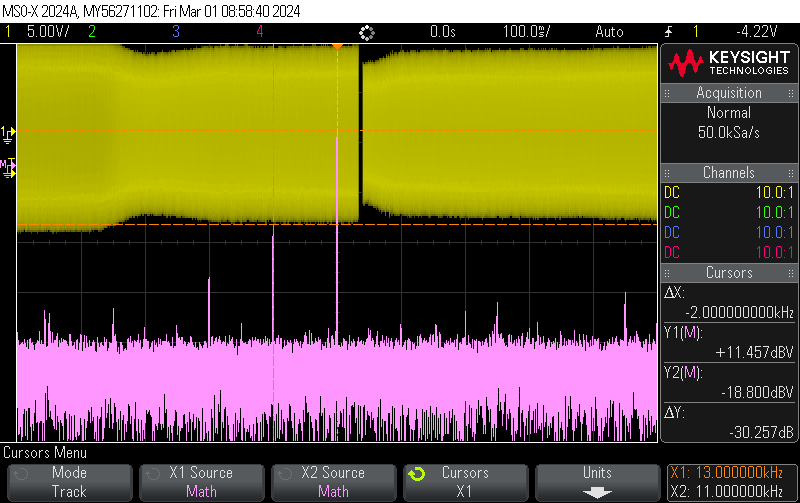 MSO-X 2024A, MY56271102: Fri Mar 01 08:58:40 2024
1 5.00V/ 2 3 4 0.0s 100.0ms/ Auto 1 -4.22V
KEYSIGHT
TECHNOLOGIES
Acquisition
Normal
50.0kSa/s
Channels
DC 10.0:1
DC 10.0:1
DC 10.0:1
DC 10.0:1
Cursors
ΔX:
-2.000000000kHz
Y1(M):
+11.457dBV
Y2(M):
-18.800dBV
ΔY:
-30.257dB
1
M
T
Cursors Menu
Mode
Track
X1 Source
Math
X2 Source
Math
Cursors
X1
Units
X1: 13.000000kHz
X2: 11.000000kHz